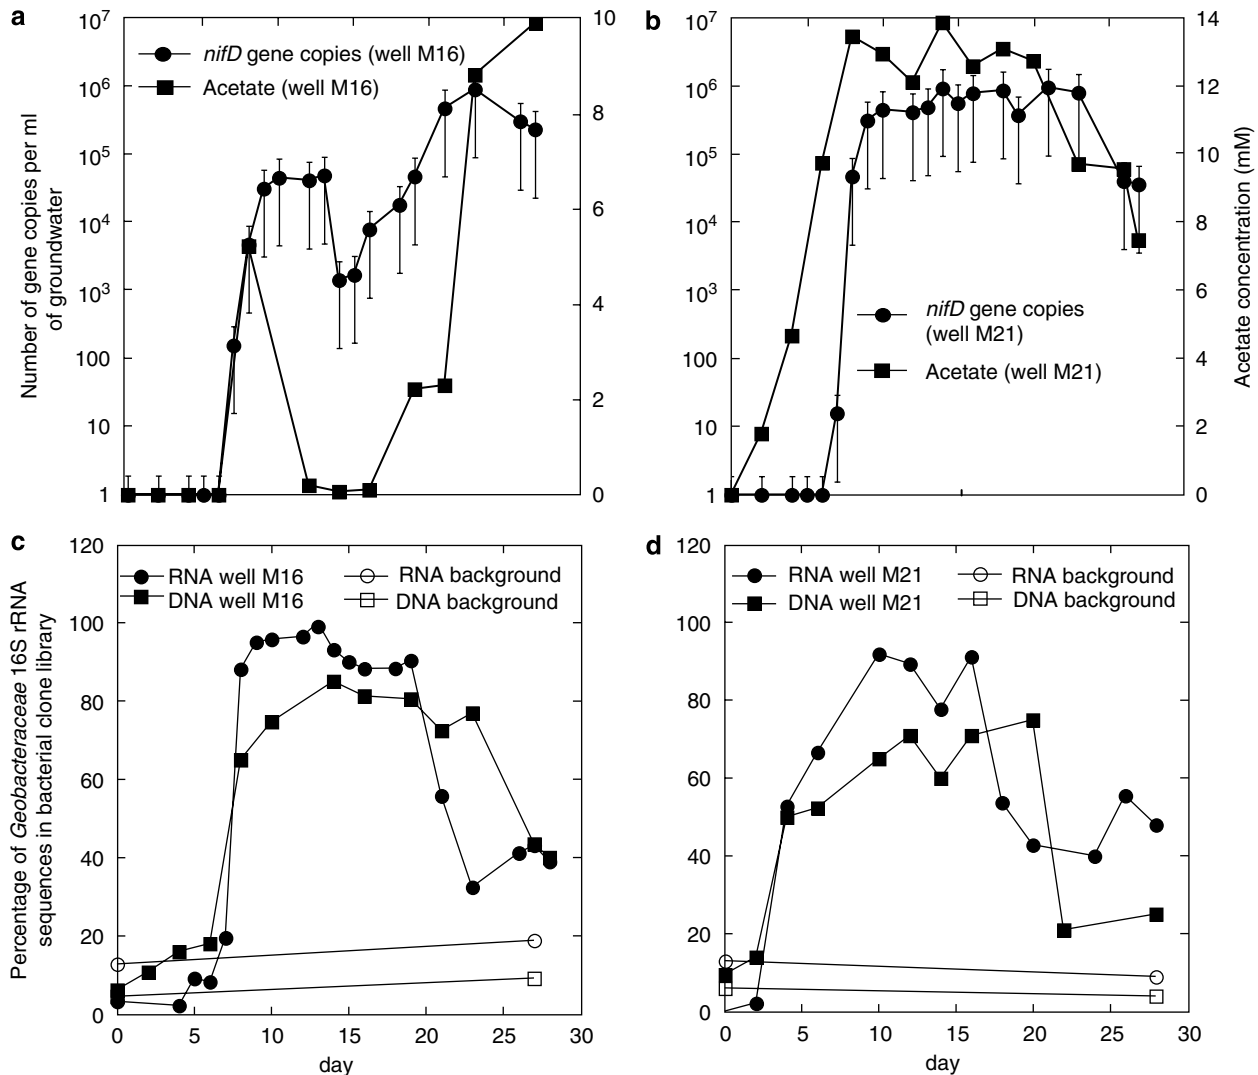 a
10⁷
10⁶
10⁵
10⁴
10³
100
10
1
10
8
6
4
2
0
nifD gene copies (well M16)
Acetate (well M16)
Number of gene copies per ml
of groundwater
b
10⁷
10⁶
10⁵
10⁴
10³
100
10
1
14
12
10
8
6
4
2
0
nifD gene copies
(well M21)
Acetate (well M21)
Acetate concentration (mM)
c
120
100
80
60
40
20
0
RNA well M16
DNA well M16
RNA background
DNA background
Percentage of Geobacteraceae 16S rRNA
sequences in bacterial clone library
0 5 10 15 20 25 30
day
d
120
100
80
60
40
20
0
RNA well M21
DNA well M21
RNA background
DNA background
0 5 10 15 20 25 30
day